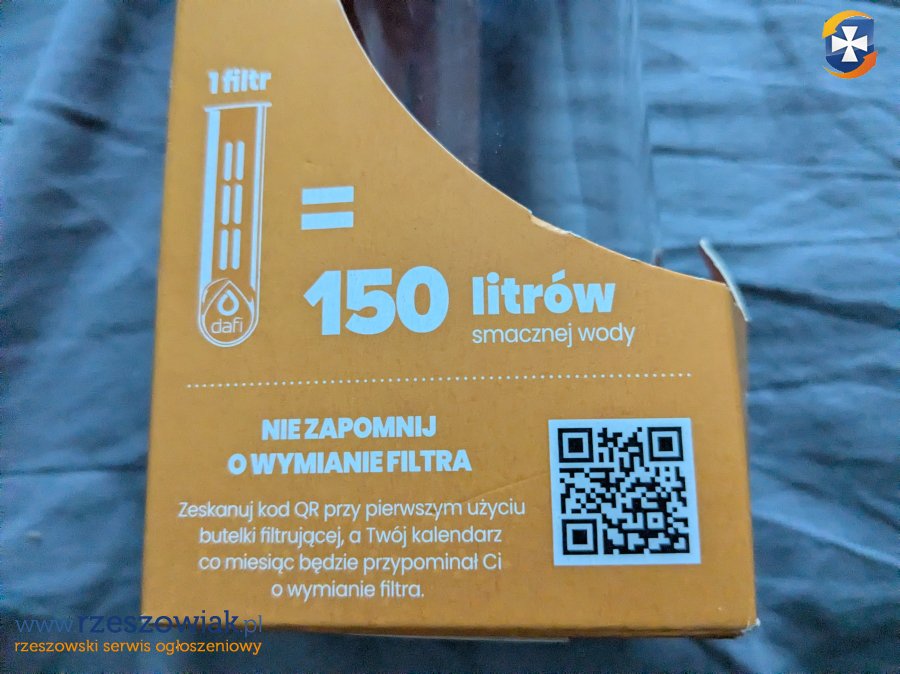 1 filtr
dafi
=
150 litrów
smacznej wody
NIE ZAPOMNIJ
O WYMIANIE FILTRA
Zeskanuj kod QR przy pierwszym użyciu
butelki filtrującej, a Twój kalendarz
co miesiąc będzie przypominał Ci
o wymianie filtra.
www.rzeszowiak.pl
rzeszowski serwis ogłoszeniowy